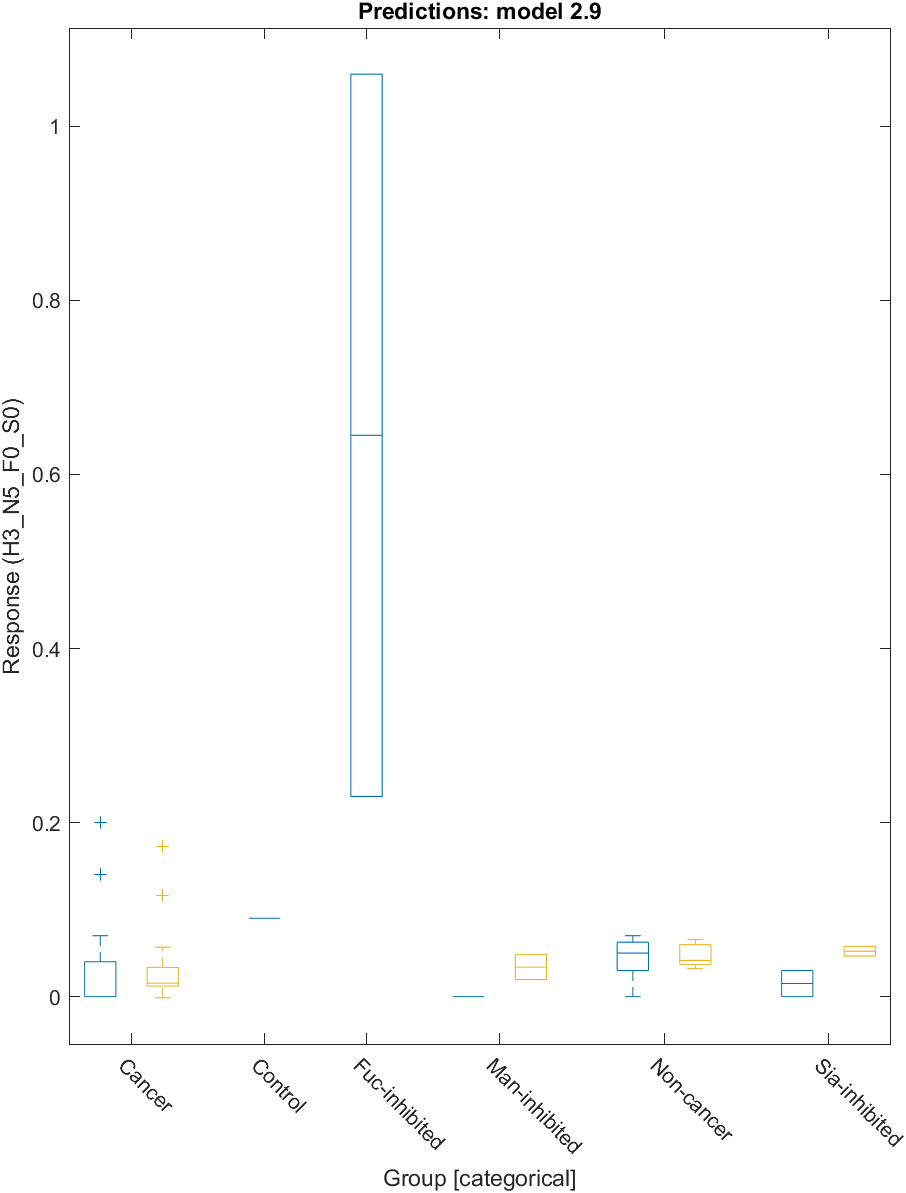 Predictions: model 2.9
Response (H3_N5_F0_S0)
1
0.8
0.6
0.4
0.2
0
Cancer
Control
Fuc-inhibited
Man-inhibited
Non-cancer
Sia-inhibited
Group [categorical]